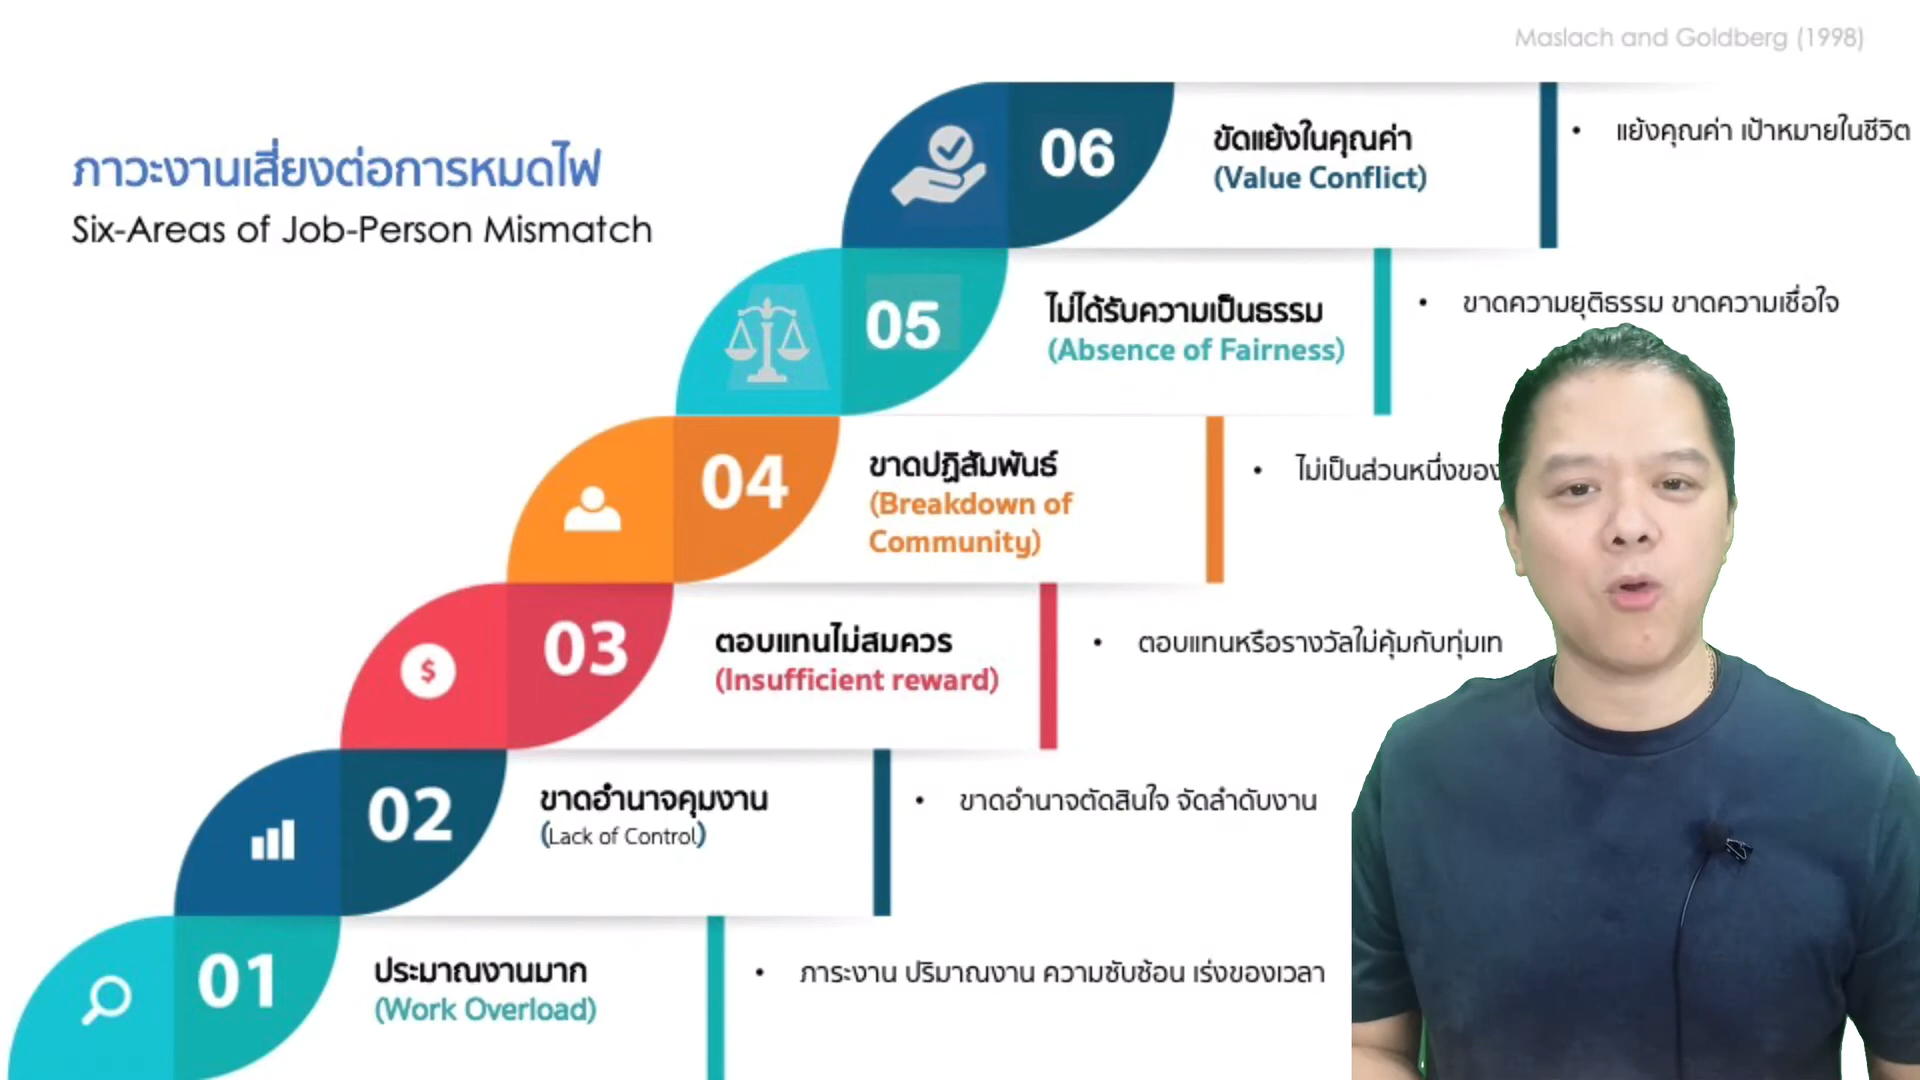 Maslach and Goldberg (1998)
ภาวะงานเสี่ยงต่อการหมดไฟ
Six-Areas of Job-Person Mismatch
06
ขัดแย้งในคุณค่า
(Value Conflict)
• แย้งคุณค่า เป้าหมายในชีวิต
05
ไม่ได้รับความเป็นธรรม
(Absence of Fairness)
• ขาดความยุติธรรม ขาดความเชื่อใจ
04
ขาดปฏิสัมพันธ์
(Breakdown of
Community)
• ไม่เป็นส่วนหนึ่งของ
03
ตอบแทนไม่สมควร
(Insufficient reward)
• ตอบแทนหรือรางวัลไม่คุ้มกับทุ่มเท
$
02
ขาดอำนาจคุมงาน
(Lack of Control)
• ขาดอำนาจตัดสินใจ จัดลำดับงาน
01
ประมาณงานมาก
(Work Overload)
• ภาระงาน ปริมาณงาน ความซับซ้อน เร่งของเวลา